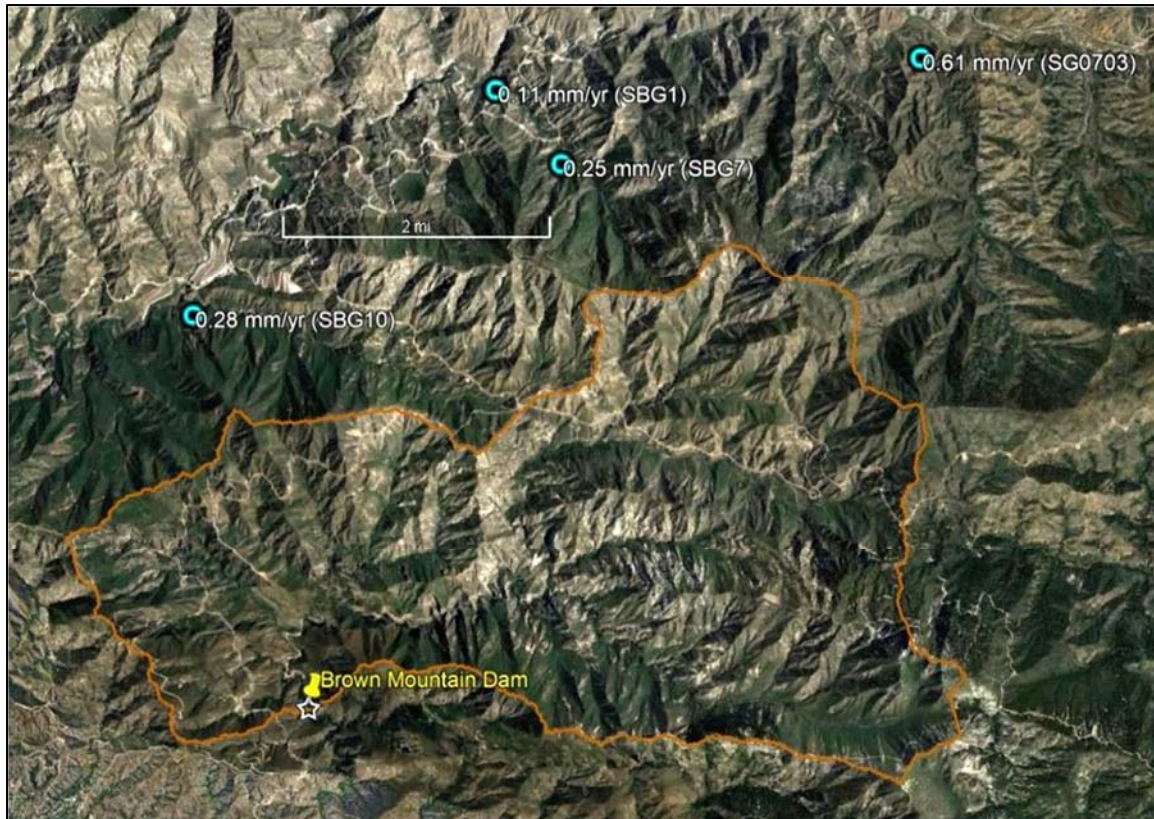 0.61 mm/yr (SG0703)
0.11 mm/yr (SBG1)
0.25 mm/yr (SBG7)
2 mi
0.28 mm/yr (SBG10)
Brown Mountain Dam